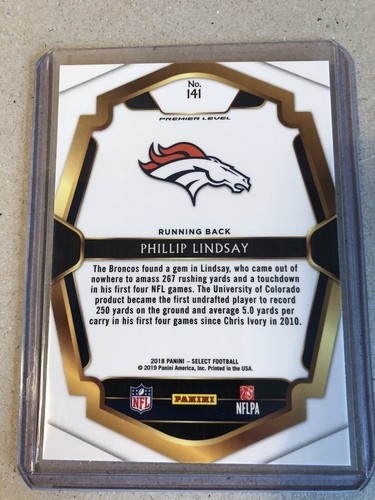 No.
141
PREMIER LEVEL
RUNNING BACK
PHILLIP LINDSAY
The Broncos found a gem in Lindsay, who came out of
nowhere to amass 267 rushing yards and a touchdown
in his first four NFL games. The University of Colorado
product became the first undrafted player to record
250 yards on the ground and average 5.0 yards per
carry in his first four games since Chris Ivory in 2010.
2018 PANINI - SELECT FOOTBALL
© 2019 Panini America, Inc. Printed in the USA.
NFL PANINI NFLPA